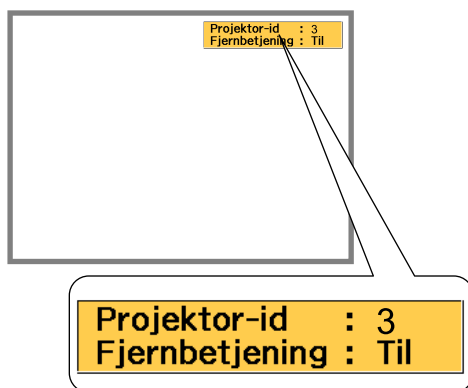 Projektor-id : 3
Fjernbetjening : Til
Projektor-id : 3
Fjernbetjening : Til